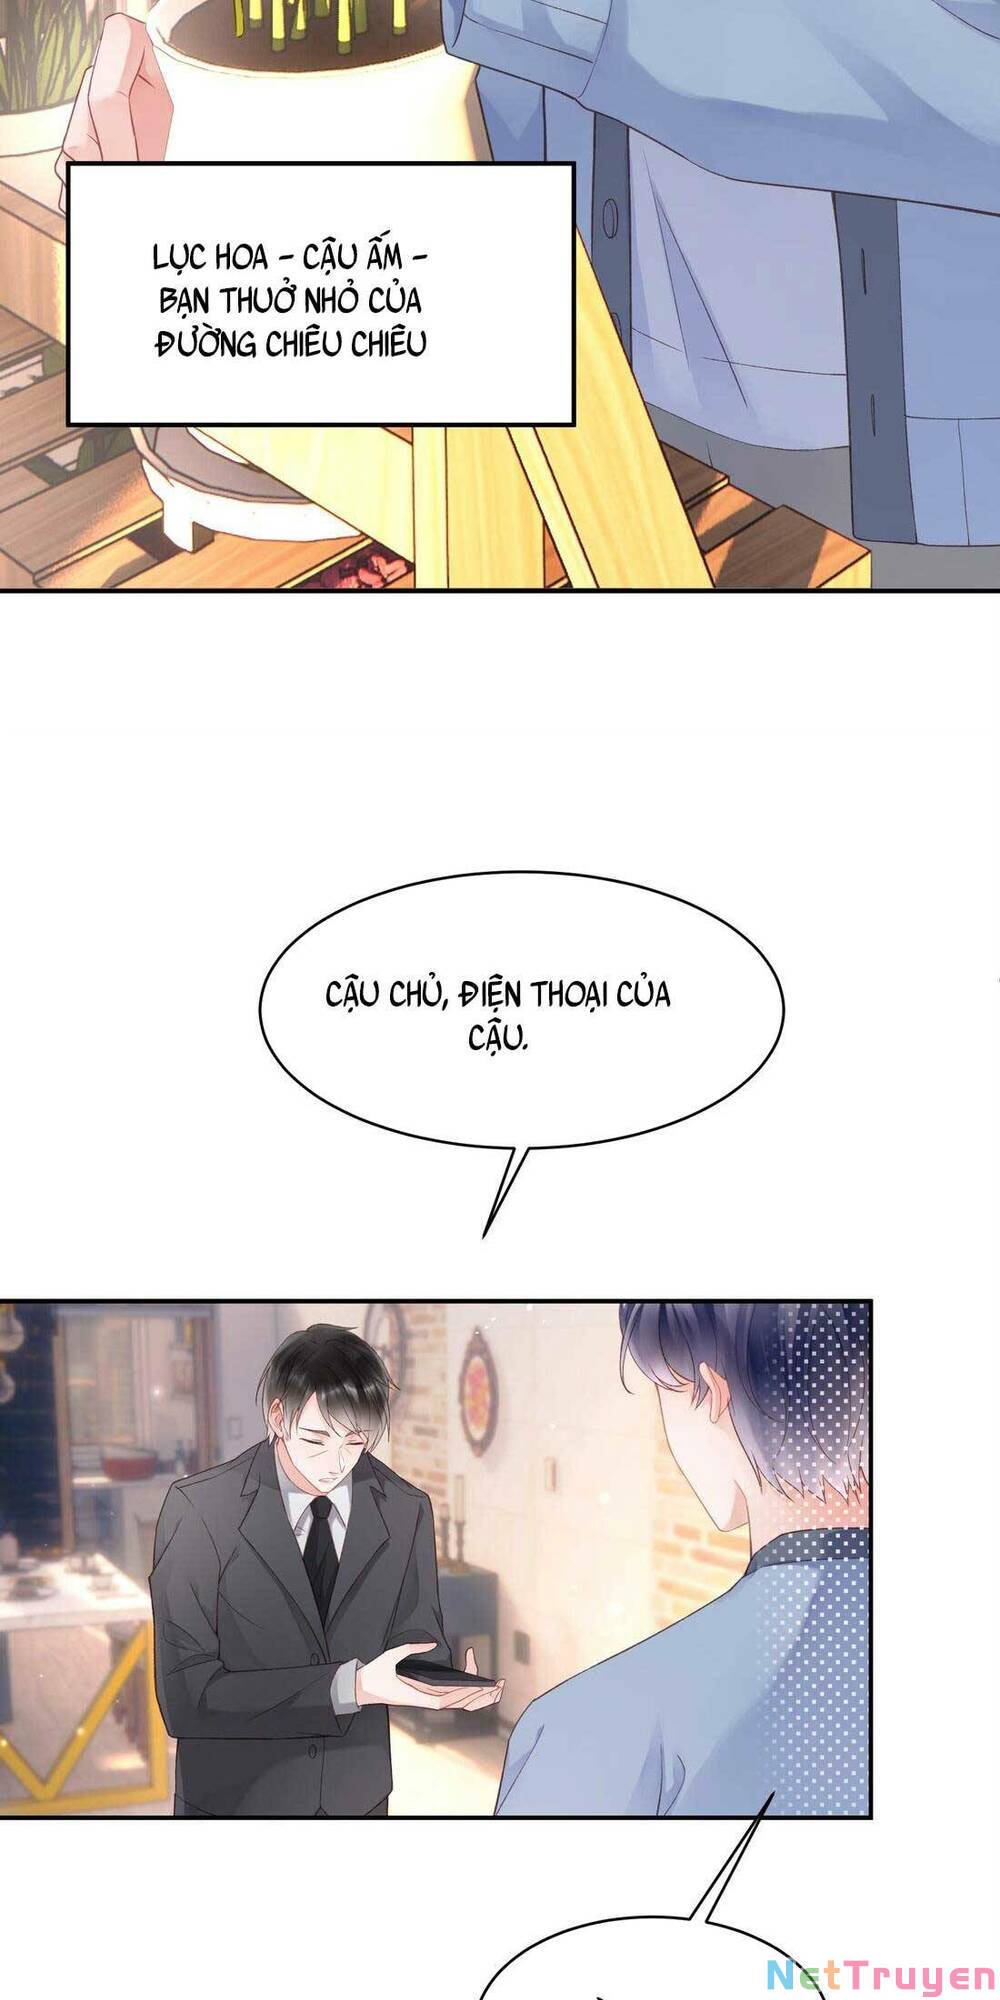 LỤC HOA – CẬU ẤM –
BẠN THUỞ NHỎ CỦA
ĐƯỜNG CHIÊU CHIÊU
CẬU CHỦ, ĐIỆN THOẠI CỦA
CẬU.
NetTruyen